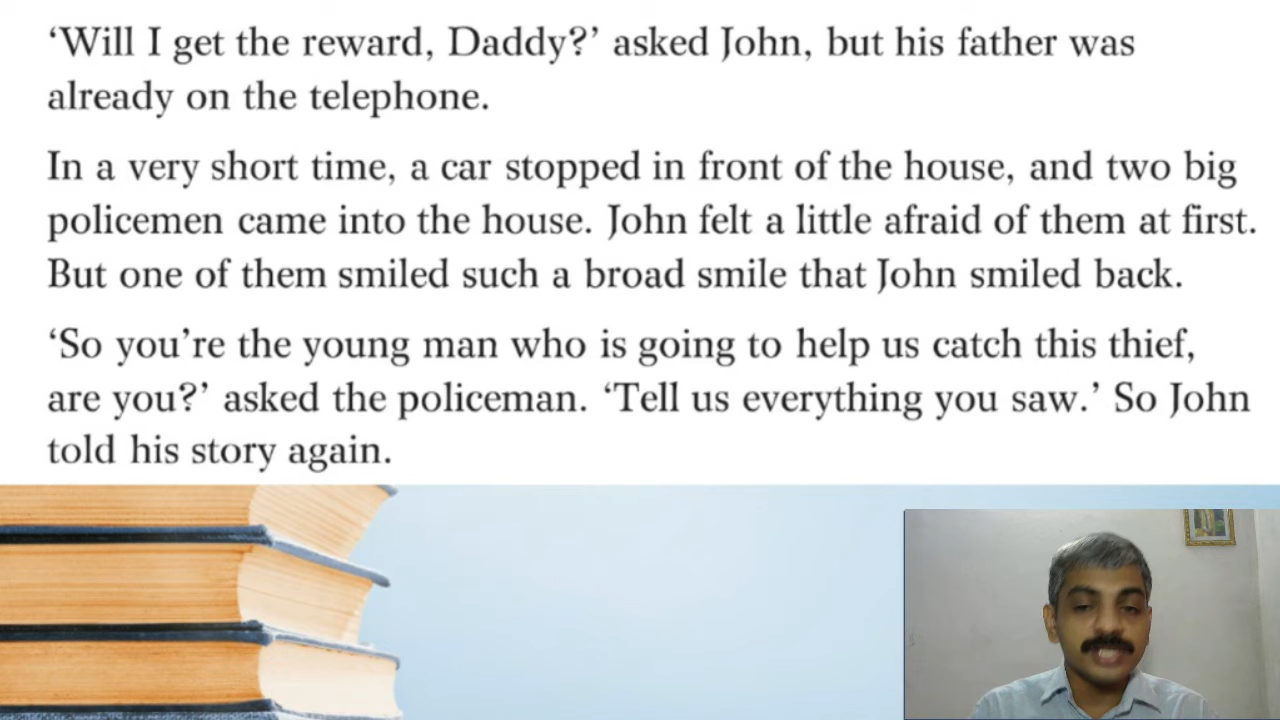 ‘Will I get the reward, Daddy?’ asked John, but his father was
already on the telephone.
In a very short time, a car stopped in front of the house, and two big
policemen came into the house. John felt a little afraid of them at first.
But one of them smiled such a broad smile that John smiled back.
‘So you’re the young man who is going to help us catch this thief,
are you?’ asked the policeman. ‘Tell us everything you saw.’ So John
told his story again.